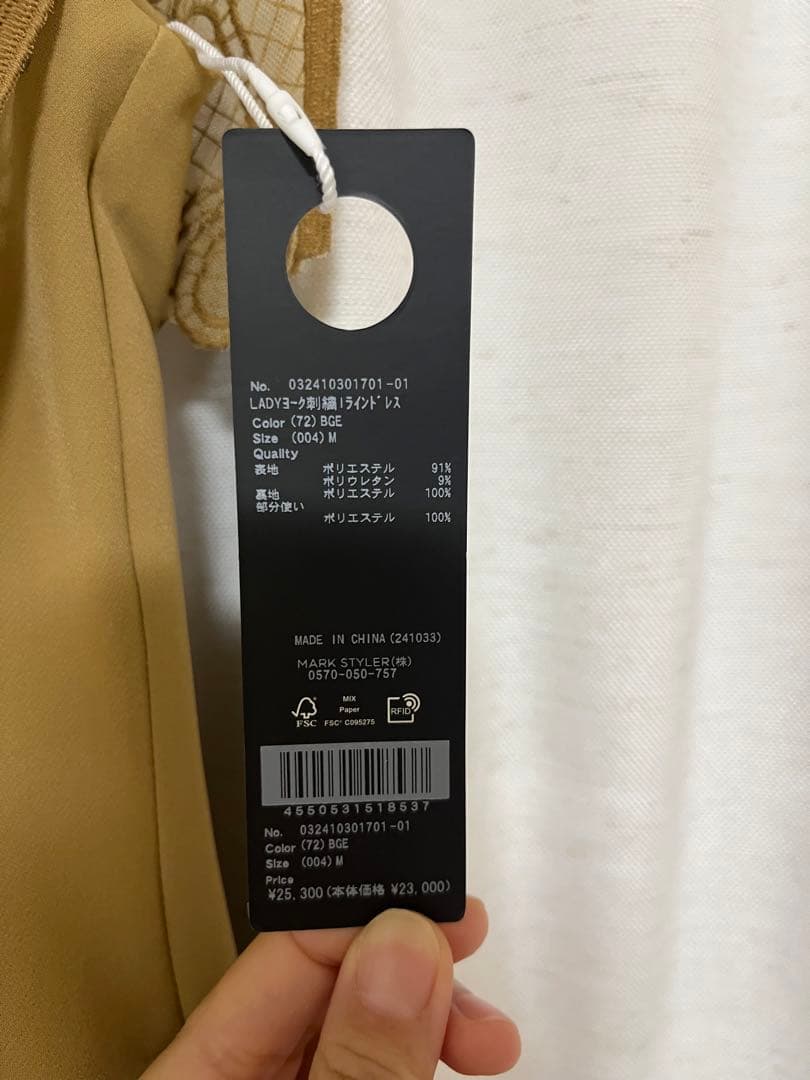 No. 032410301701-01
LADYヨーク刺繍Iラインドレス
Color (72) BGE
Size (004) M
Quality
表地 ポリエステル 91%
ポリウレタン 9%
裏地 ポリエステル 100%
部分使い
ポリエステル 100%
MADE IN CHINA (241033)
MARK STYLER(株)
0570-050-757
FSC
MIX
Paper
FSC® C095275
RFID
4550531518537
No. 032410301701-01
Color (72) BGE
Size (004) M
Price
¥25,300(本体価格 ¥23,000)